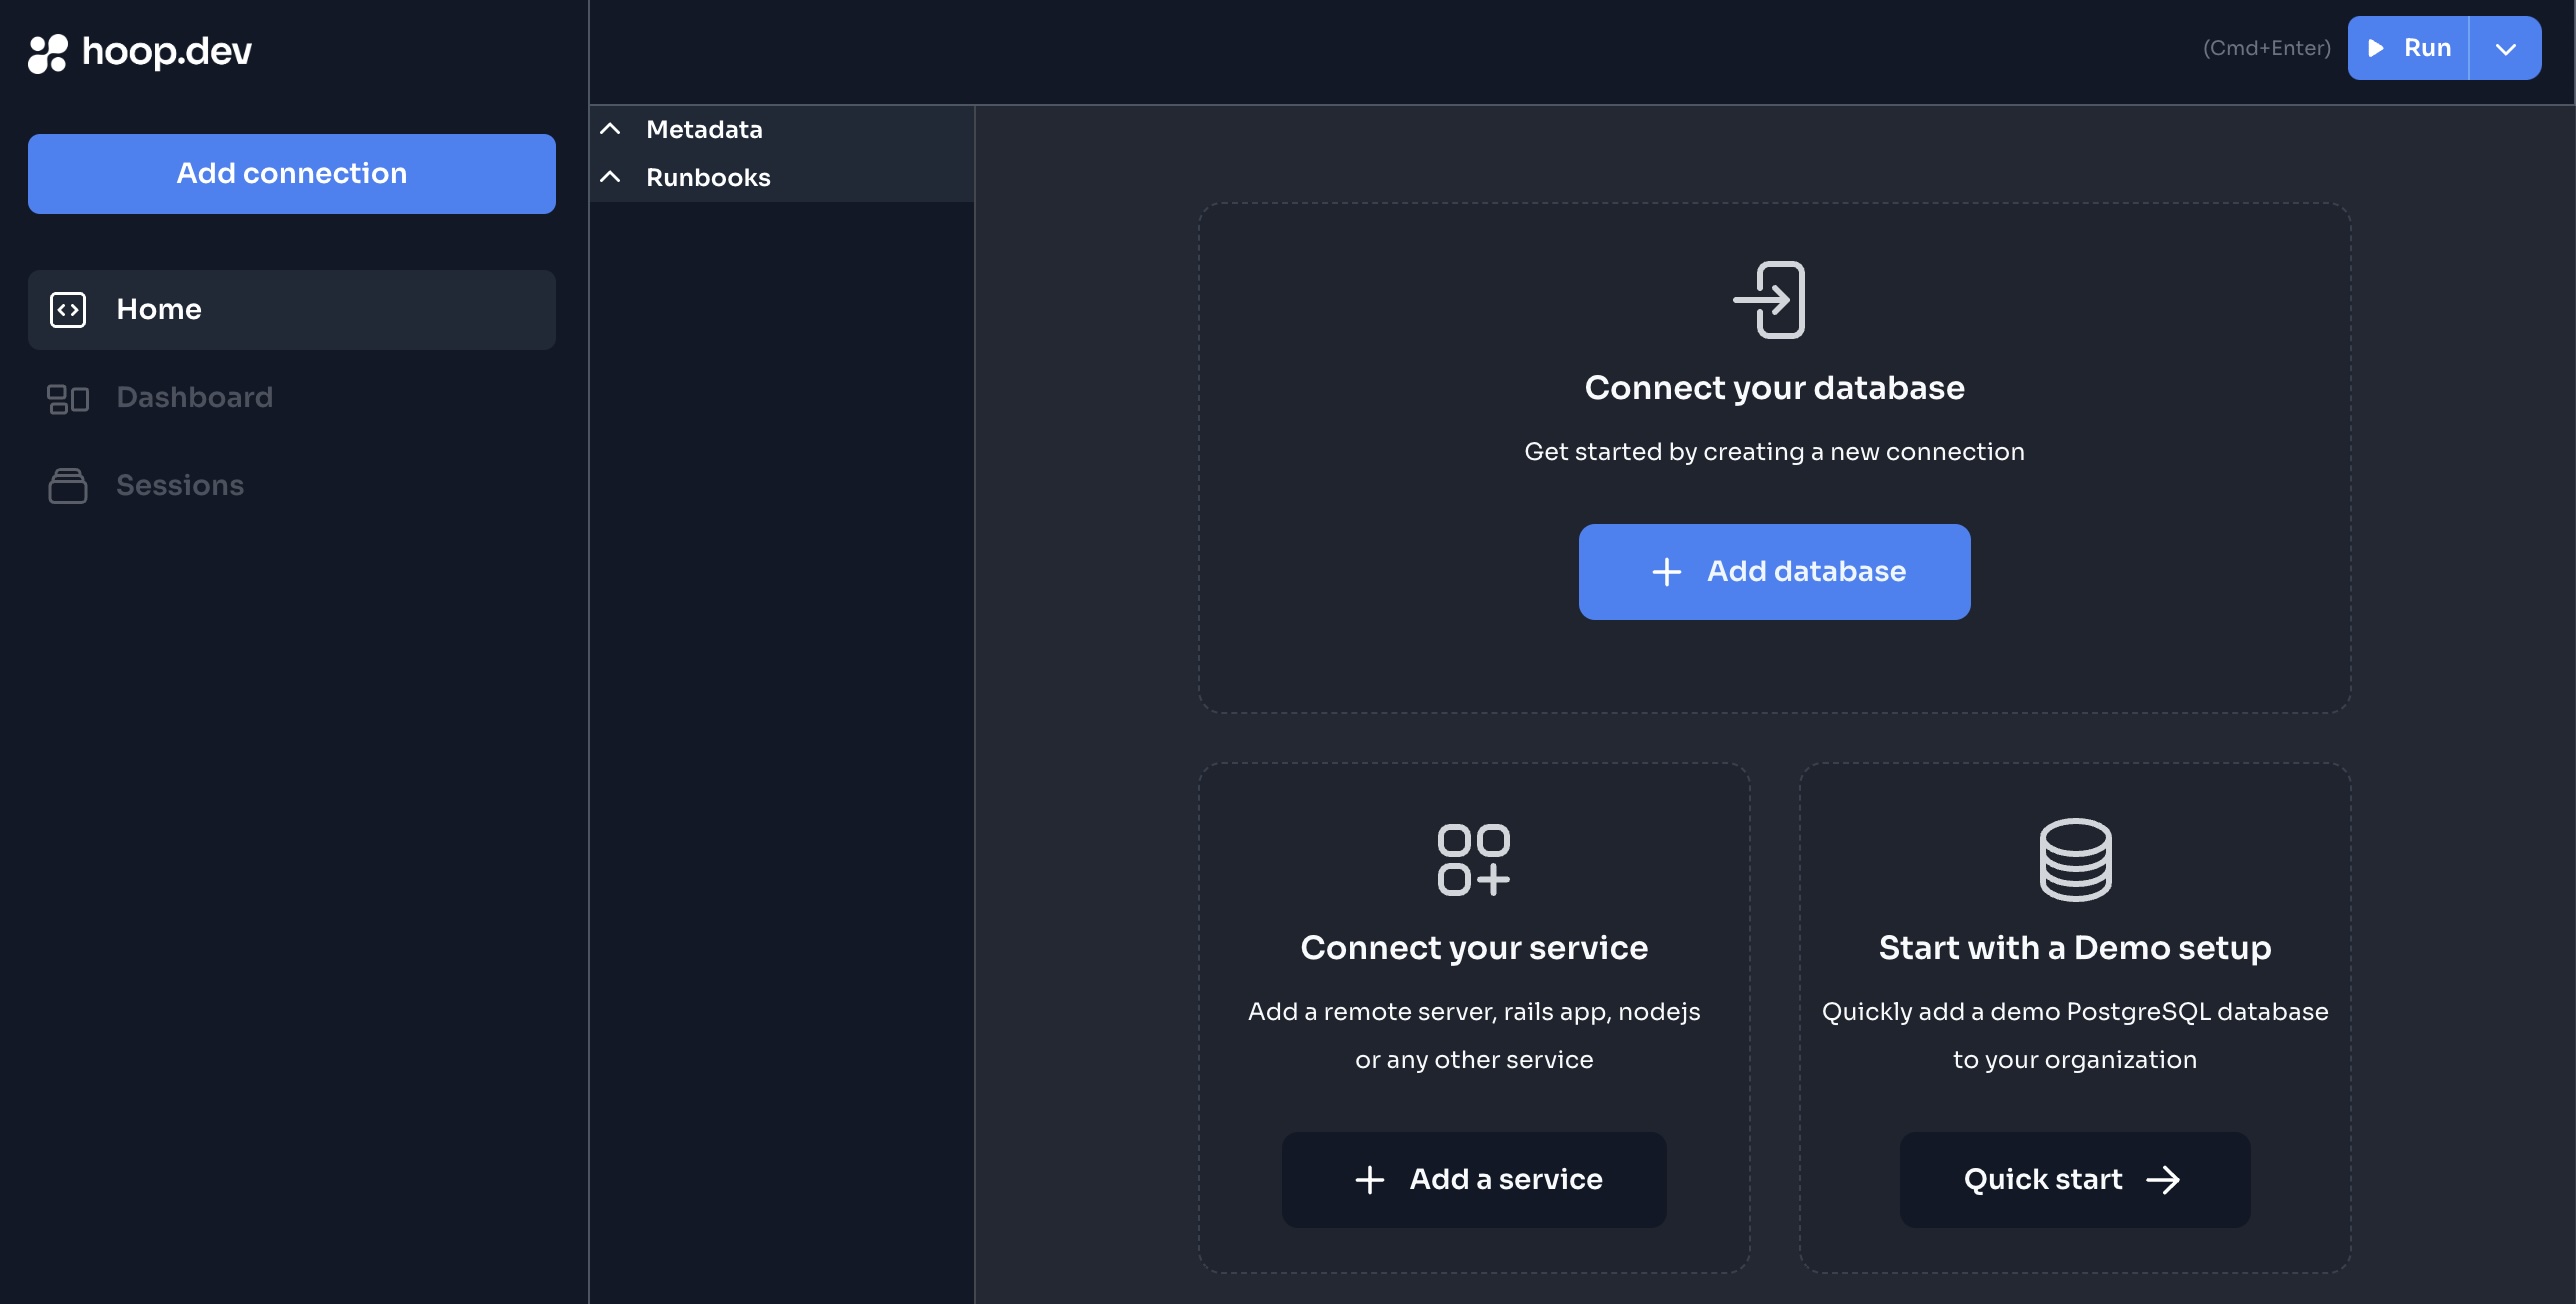 hoop.dev
Add connection
Home
Dashboard
Sessions
(Cmd+Enter)
Run
Metadata
Runbooks
Connect your database
Get started by creating a new connection
Add database
Connect your service
Add a remote server, rails app, nodejs
or any other service
Add a service
Start with a Demo setup
Quickly add a demo PostgreSQL database
to your organization
Quick start